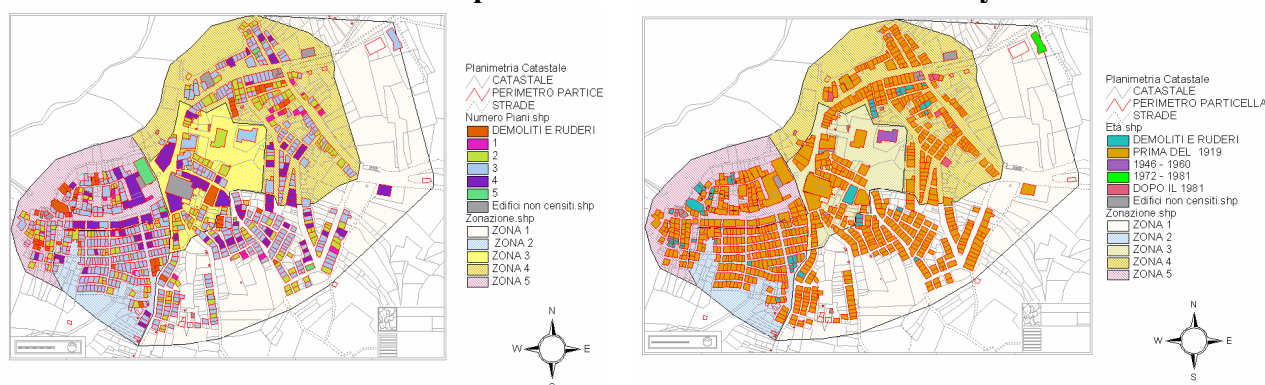 Planimetria Catastale
CATASTALE
PERIMETRO PARTICE
STRADE
Numero Piani.shp
DEMOLITI E RUDERI
1
2
3
4
5
Edifici non censiti.shp
Zonazione.shp
ZONA 1
ZONA 2
ZONA 3
ZONA 4
ZONA 5
N
W E
Planimetria Catastale
CATASTALE
PERIMETRO PARTICELLA
STRADE
Età.shp
DEMOLITI E RUDERI
PRIMA DEL 1919
1946 - 1960
1972 - 1981
DOPO IL 1981
Edifici non censiti.shp
Zonazione.shp
ZONA 1
ZONA 2
ZONA 3
ZONA 4
ZONA 5
N
W E
S